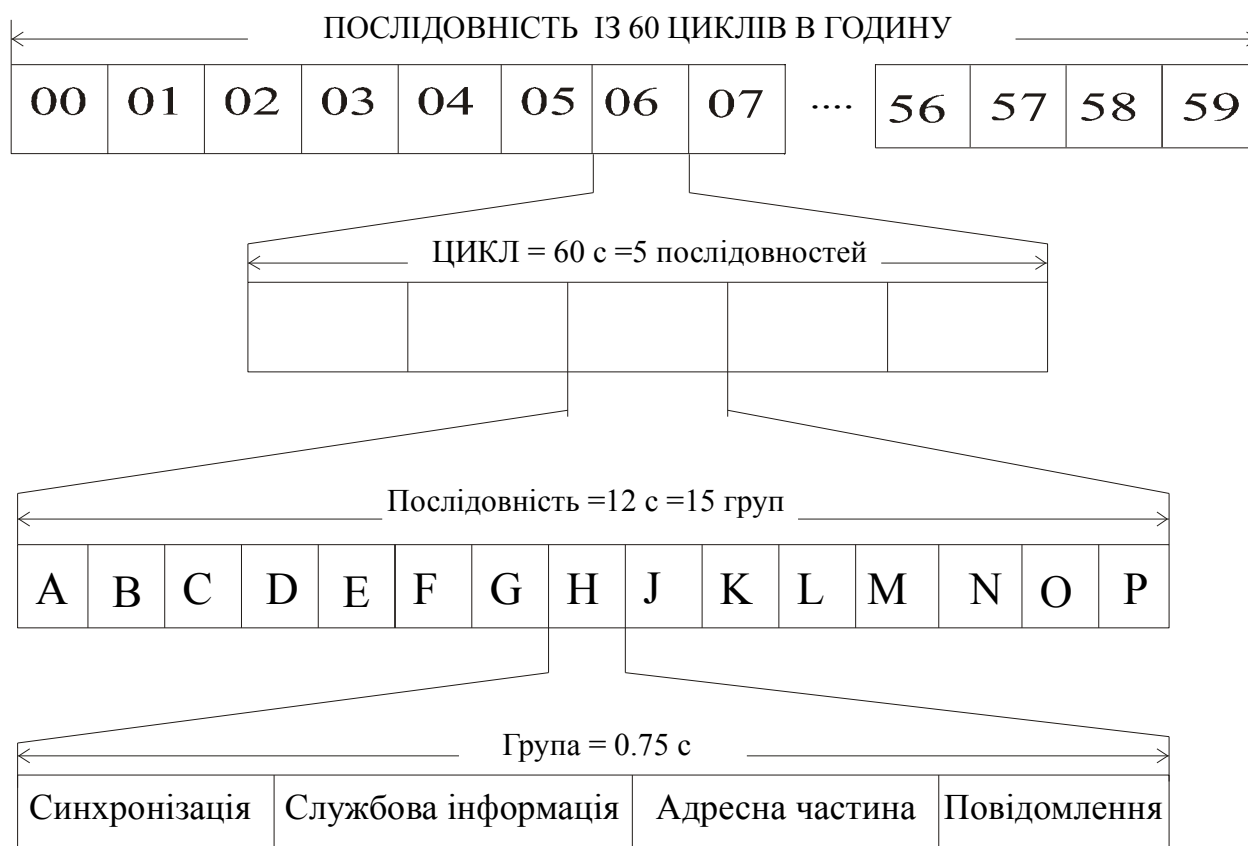 ПОСЛІДОВНІСТЬ ІЗ 60 ЦИКЛІВ В ГОДИНУ
00 01 02 03 04 05 06 07 .... 56 57 58 59
ЦИКЛ = 60 с =5 послідовностей
Послідовність =12 с =15 груп
A B C D E F G H J K L M N O P
Група = 0.75 с
Синхронізація Службова інформація Адресна частина Повідомлення